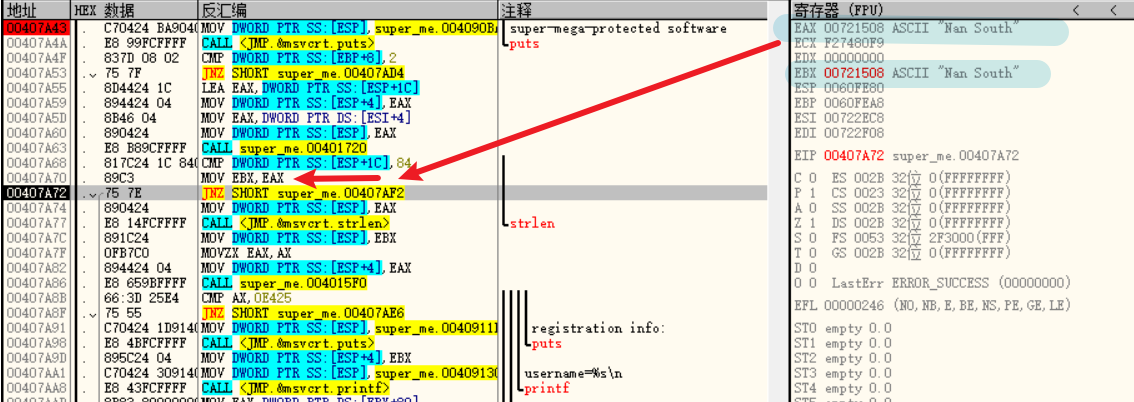 地址 HEX 数据 反汇编 注释 寄存器 (FPU) < <
00407A43 . C70424 BA9040 MOV DWORD PTR SS:[ESP],super_me.004090BA super-mega-protected software EAX 00721508 ASCII "Nan South"
00407A4A . E8 99FCFFFF CALL <JMP.&msvcrt.puts> puts ECX F27480F9
00407A4F . 837D 08 02 CMP DWORD PTR SS:[EBP+8],2 EDX 00000000
00407A53 . 75 7F JNZ SHORT super_me.00407AD4 EBX 00721508 ASCII "Nan South"
00407A55 . 8D4424 1C LEA EAX,DWORD PTR SS:[ESP+1C] ESP 0060FE80
00407A59 . 894424 04 MOV DWORD PTR SS:[ESP+4],EAX EBP 0060FEA8
00407A5D . 8B46 04 MOV EAX,DWORD PTR DS:[ESI+4] ESI 00722EC8
00407A60 . 890424 MOV DWORD PTR SS:[ESP],EAX EDI 00722F08
00407A63 . E8 B89CFFFF CALL super_me.00401720
00407A68 . 817C24 1C 840 CMP DWORD PTR SS:[ESP+1C],84 EIP 00407A72 super_me.00407A72
00407A70 . 89C3 MOV EBX,EAX C 0 ES 002B 32位 0(FFFFFFFF)
00407A72 . 75 7E JNZ SHORT super_me.00407AF2 P 1 CS 0023 32位 0(FFFFFFFF)
00407A74 . 890424 MOV DWORD PTR SS:[ESP],EAX A 0 SS 002B 32位 0(FFFFFFFF)
00407A77 . E8 14FCFFFF CALL <JMP.&msvcrt.strlen> strlen Z 1 DS 002B 32位 0(FFFFFFFF)
00407A7C . 891C24 MOV DWORD PTR SS:[ESP],EBX S 0 FS 0053 32位 2F3000(FFF)
00407A7F . 0FB7C0 MOVZX EAX,AX T 0 GS 002B 32位 0(FFFFFFFF)
00407A82 . 894424 04 MOV DWORD PTR SS:[ESP+4],EAX D 0
00407A86 . E8 659BFFFF CALL super_me.004015F0 O 0 LastErr ERROR_SUCCESS (00000000)
00407A8B . 66:3D 25E4 CMP AX,0E425
00407A8F . 75 55 JNZ SHORT super_me.00407AE6 EFL 00000246 (NO,NB,E,BE,NS,PE,GE,LE)
00407A91 . C70424 1D9140 MOV DWORD PTR SS:[ESP],super_me.0040911D registration info: ST0 empty 0.0
00407A98 . E8 4BFCFFFF CALL <JMP.&msvcrt.puts> puts ST1 empty 0.0
00407A9D . 895C24 04 MOV DWORD PTR SS:[ESP+4],EBX ST2 empty 0.0
00407AA1 . C70424 309140 MOV DWORD PTR SS:[ESP],super_me.00409130 username=%s\n ST3 empty 0.0
00407AA8 . E8 43FCFFFF CALL <JMP.&msvcrt.printf> printf ST4 empty 0.0